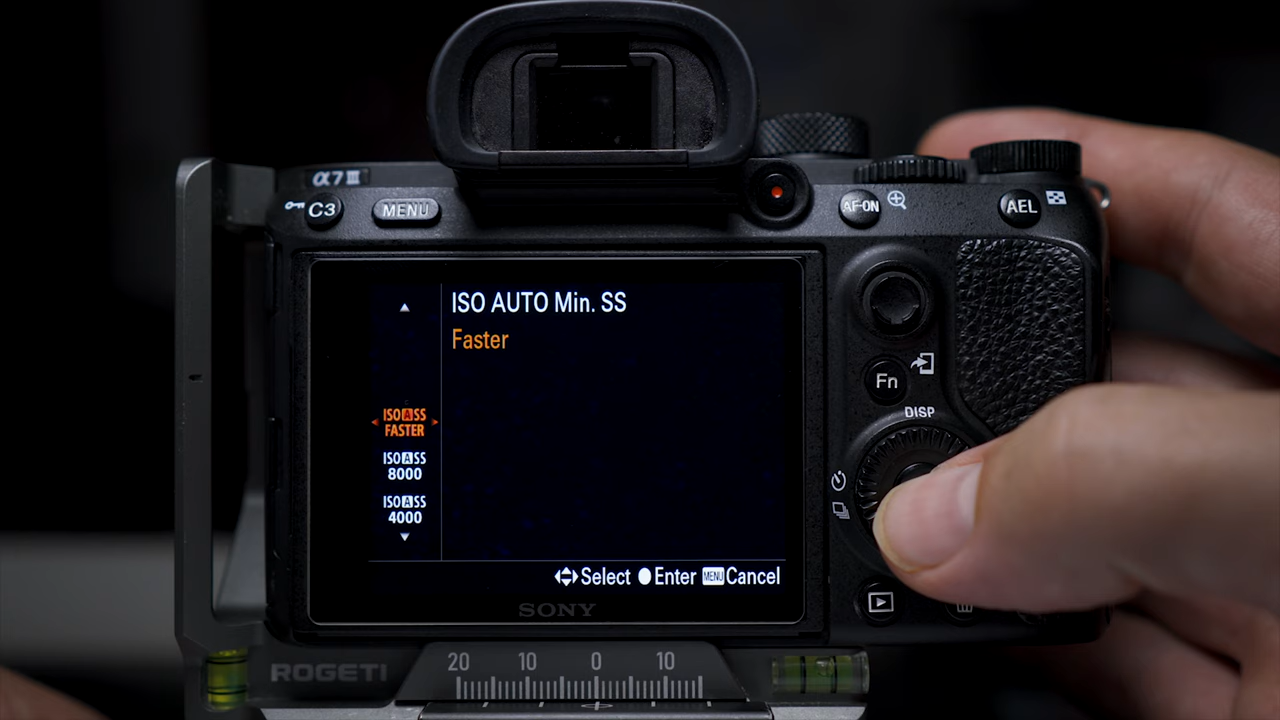 α7III
C3
MENU
AF-ON
AEL
ISO AUTO Min. SS
Faster
ISO A SS
FASTER
ISO A SS
8000
ISO A SS
4000
Select Enter MENU Cancel
SONY
Fn
DISP
ROGETI
20 10 0 10